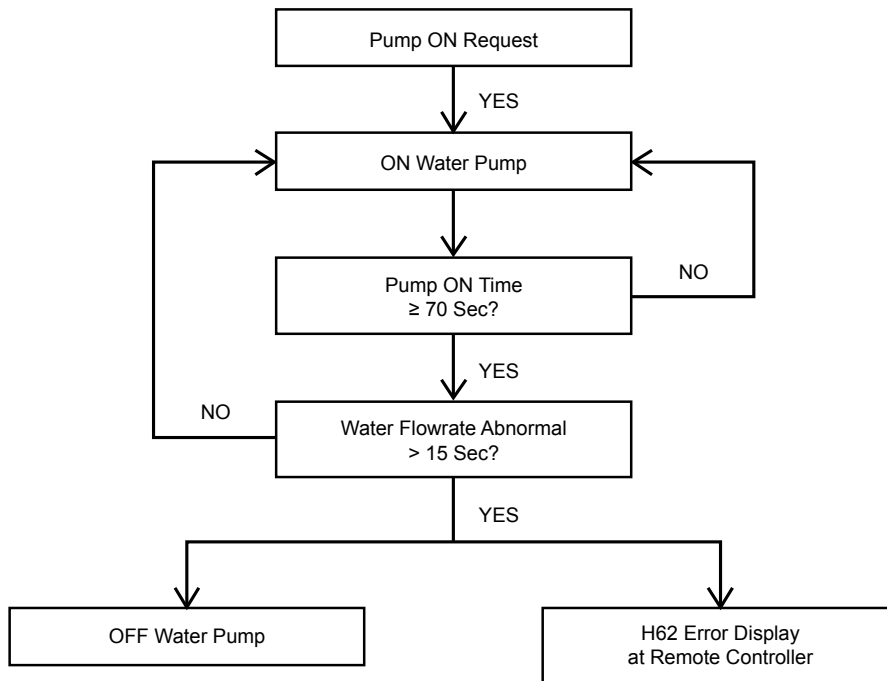 Pump ON Request
YES
ON Water Pump
Pump ON Time
≥ 70 Sec?
NO
YES
NO
Water Flowrate Abnormal
> 15 Sec?
YES
OFF Water Pump
H62 Error Display
at Remote Controller